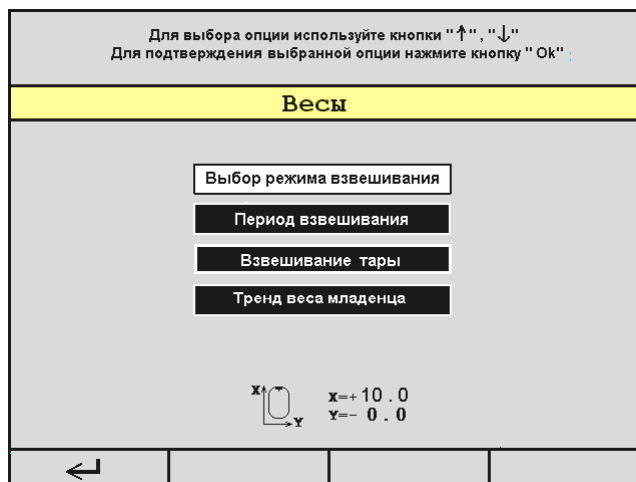 Для выбора опции используйте кнопки "↑", "↓"
Для подтверждения выбранной опции нажмите кнопку " Ok"
Весы
Выбор режима взвешивания
Период взвешивания
Взвешивание тары
Тренд веса младенца
X
Y
X=+10.0
Y=- 0.0